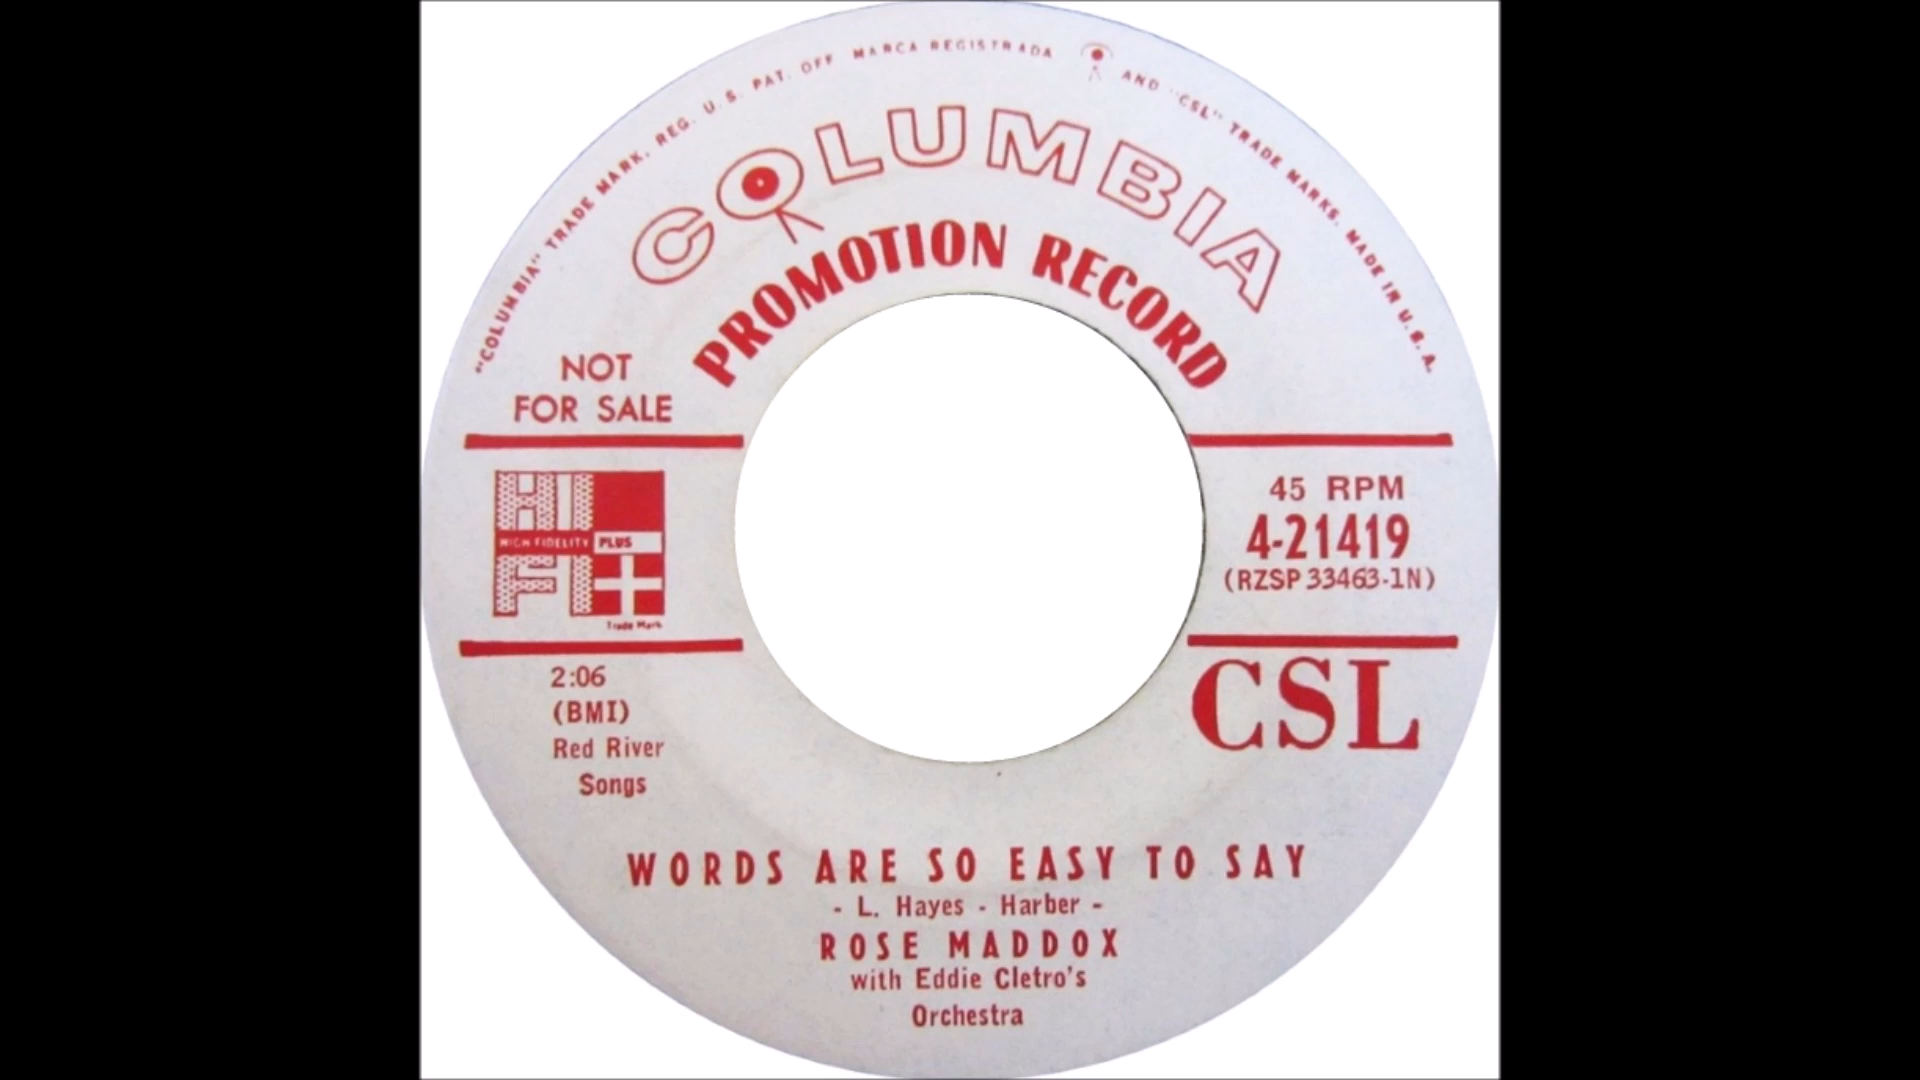 "COLUMBIA" TRADE MARK, REG. U.S. PAT. OFF MARCA REGISTRADA AND "CSL" TRADE MARKS. MADE IN U.S.A.
COLUMBIA
PROMOTION RECORD
NOT
FOR SALE
HI
HIGH FIDELITY PLUS
FI
Trade Mark
45 RPM
4-21419
(RZSP 33463-1N)
2:06
(BMI)
Red River
Songs
CSL
WORDS ARE SO EASY TO SAY
- L. Hayes - Harber -
ROSE MADDOX
with Eddie Cletro's
Orchestra